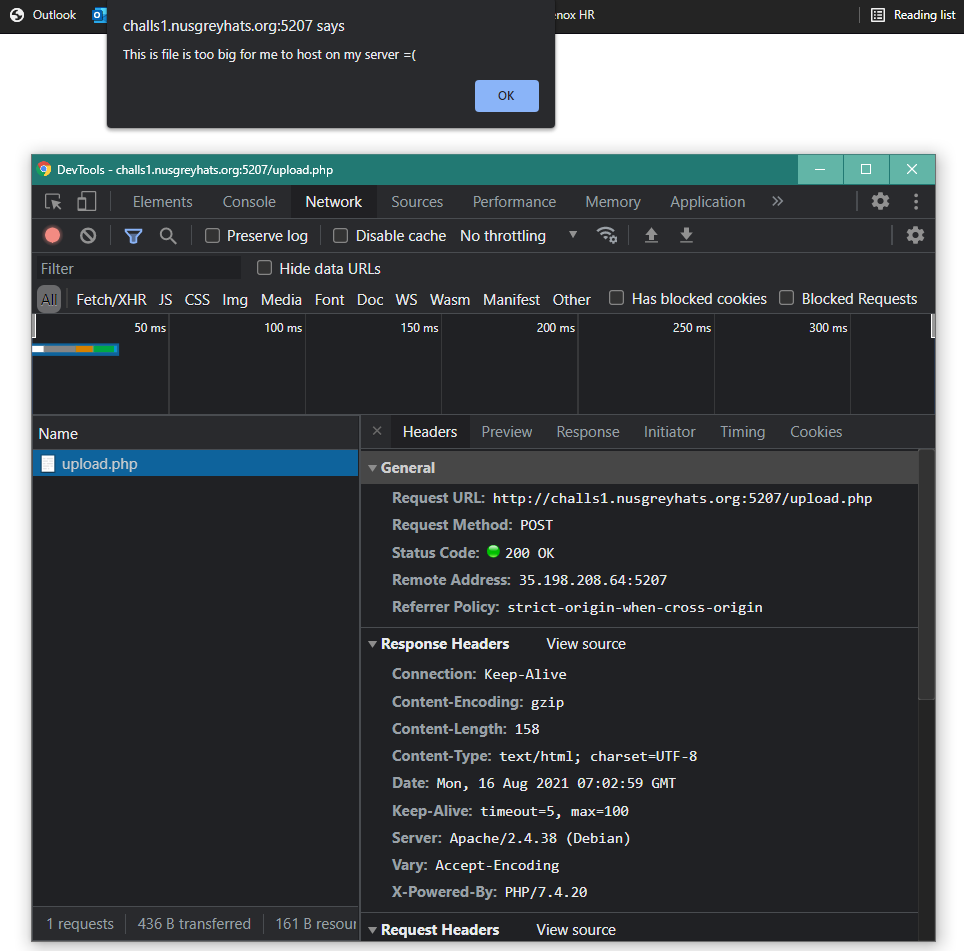 Outlook
enox HR
Reading list
challs1.nusgreyhats.org:5207 says
This is file is too big for me to host on my server =(
OK
DevTools - challs1.nusgreyhats.org:5207/upload.php
Elements Console Network Sources Performance Memory Application »
Preserve log Disable cache No throttling
Filter Hide data URLs
All Fetch/XHR JS CSS Img Media Font Doc WS Wasm Manifest Other Has blocked cookies Blocked Requests
50 ms 100 ms 150 ms 200 ms 250 ms 300 ms
Name
upload.php
1 requests 436 B transferred 161 B resour
× Headers Preview Response Initiator Timing Cookies
General
Request URL: http://challs1.nusgreyhats.org:5207/upload.php
Request Method: POST
Status Code: 200 OK
Remote Address: 35.198.208.64:5207
Referrer Policy: strict-origin-when-cross-origin
Response Headers View source
Connection: Keep-Alive
Content-Encoding: gzip
Content-Length: 158
Content-Type: text/html; charset=UTF-8
Date: Mon, 16 Aug 2021 07:02:59 GMT
Keep-Alive: timeout=5, max=100
Server: Apache/2.4.38 (Debian)
Vary: Accept-Encoding
X-Powered-By: PHP/7.4.20
Request Headers View source